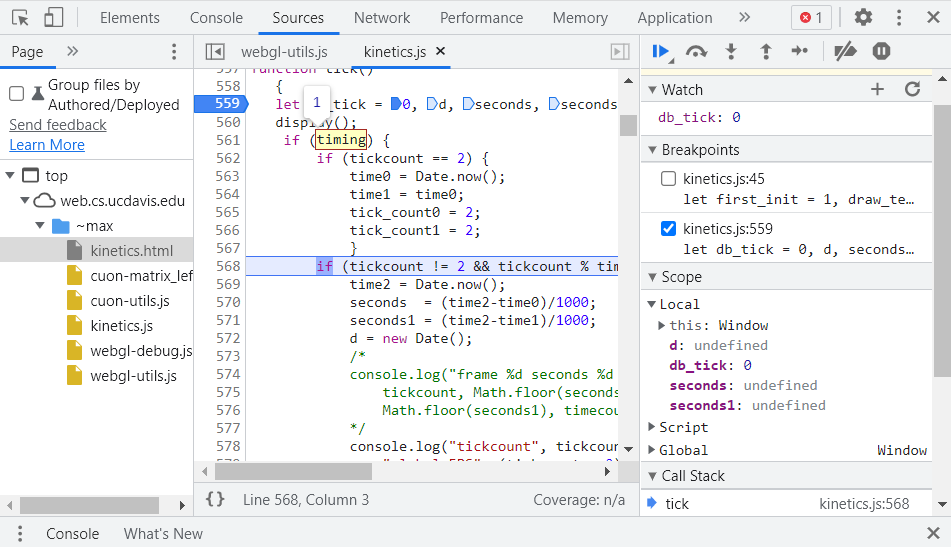 Elements Console Sources Network Performance Memory Application 1
Page
webgl-utils.js kinetics.js
Group files by
Authored/Deployed
Send feedback
Learn More
top
web.cs.ucdavis.edu
~max
kinetics.html
cuon-matrix_lef
cuon-utils.js
kinetics.js
webgl-debug.js
webgl-utils.js
557 function tick()
558 {
559 let _tick = 0, d, seconds, seconds
1
560 display();
561 if (timing) {
562 if (tickcount == 2) {
563 time0 = Date.now();
564 time1 = time0;
565 tick_count0 = 2;
566 tick_count1 = 2;
567 }
568 if (tickcount != 2 && tickcount % tim
569 time2 = Date.now();
570 seconds = (time2-time0)/1000;
571 seconds1 = (time2-time1)/1000;
572 d = new Date();
573 /*
574 console.log("frame %d seconds %d
575 tickcount, Math.floor(seconds
576 Math.floor(seconds1), timecou
577 */
578 console.log("tickcount", tickcoun
{} Line 568, Column 3 Coverage: n/a
Watch
db_tick: 0
Breakpoints
kinetics.js:45
let first_init = 1, draw_te…
kinetics.js:559
let db_tick = 0, d, seconds…
Scope
Local
this: Window
d: undefined
db_tick: 0
seconds: undefined
seconds1: undefined
Script
Global Window
Call Stack
tick kinetics.js:568
Console What's New